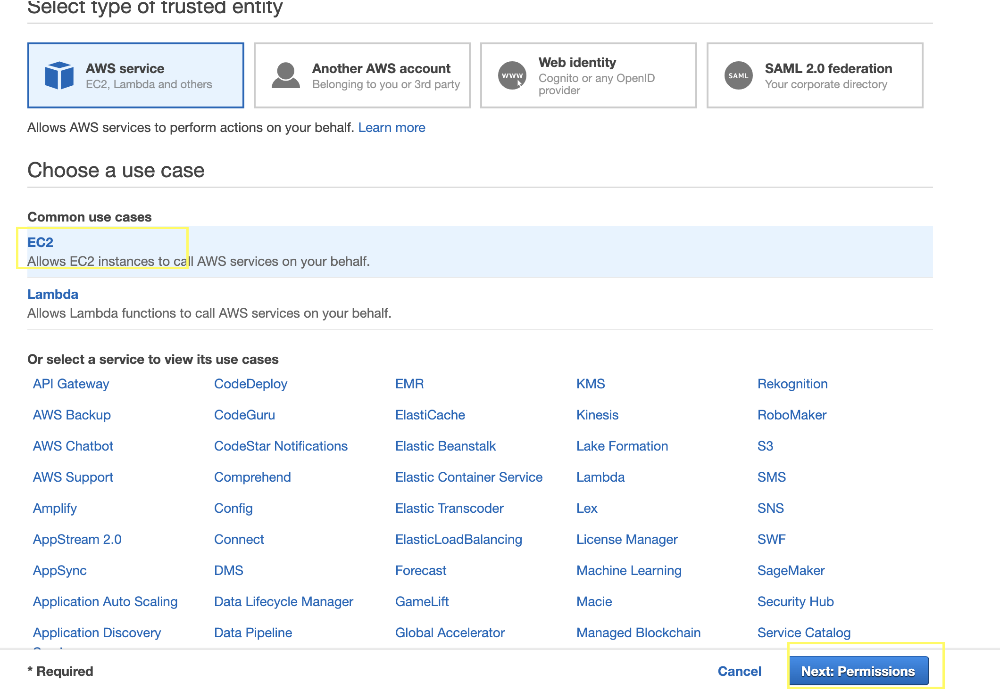 Select type of trusted entity
AWS service
EC2, Lambda and others
Another AWS account
Belonging to you or 3rd party
www
Web identity
Cognito or any OpenID
provider
SAML
SAML 2.0 federation
Your corporate directory
Allows AWS services to perform actions on your behalf. Learn more
Choose a use case
Common use cases
EC2
Allows EC2 instances to call AWS services on your behalf.
Lambda
Allows Lambda functions to call AWS services on your behalf.
Or select a service to view its use cases
API Gateway CodeDeploy EMR KMS Rekognition
AWS Backup CodeGuru ElastiCache Kinesis RoboMaker
AWS Chatbot CodeStar Notifications Elastic Beanstalk Lake Formation S3
AWS Support Comprehend Elastic Container Service Lambda SMS
Amplify Config Elastic Transcoder Lex SNS
AppStream 2.0 Connect ElasticLoadBalancing License Manager SWF
AppSync DMS Forecast Machine Learning SageMaker
Application Auto Scaling Data Lifecycle Manager GameLift Macie Security Hub
Application Discovery Data Pipeline Global Accelerator Managed Blockchain Service Catalog
* Required Cancel Next: Permissions